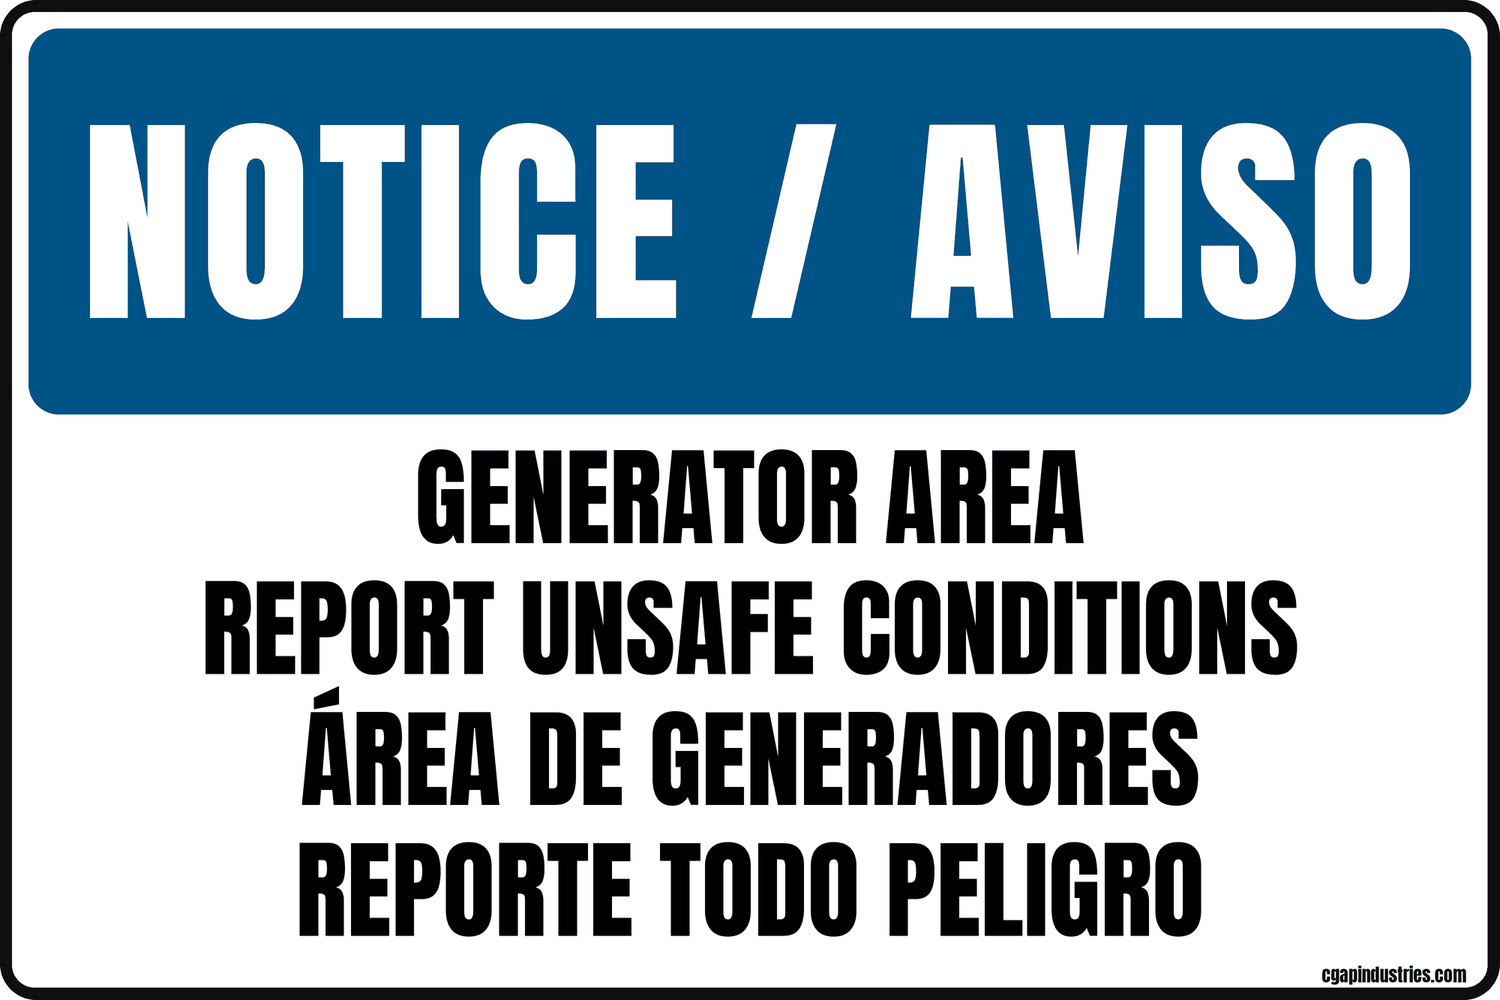 NOTICE / AVISO
GENERATOR AREA
REPORT UNSAFE CONDITIONS
ÁREA DE GENERADORES
REPORTE TODO PELIGRO
cgapindustries.com